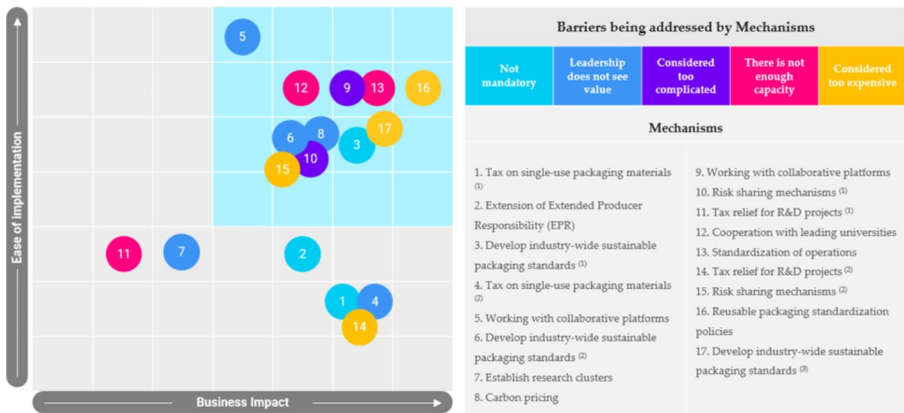 Ease of Implementation
5
12
9
13
16
6
8
17
3
10
15
11
7
2
1
4
14
Business Impact
Barriers being addressed by Mechanisms
Not
mandatory
Leadership
does not see
value
Considered
too
complicated
There is not
enough
capacity
Considered
too expensive
Mechanisms
1. Tax on single-use packaging materials
(1)
2. Extension of Extended Producer
Responsibility (EPR)
3. Develop industry-wide sustainable
packaging standards (1)
4. Tax on single-use packaging materials
(2)
5. Working with collaborative platforms
6. Develop industry-wide sustainable
packaging standards (2)
7. Establish research clusters
8. Carbon pricing
9. Working with collaborative platforms
10. Risk sharing mechanisms (1)
11. Tax relief for R&D projects (1)
12. Cooperation with leading universities
13. Standardization of operations
14. Tax relief for R&D projects (2)
15. Risk sharing mechanisms (2)
16. Reusable packaging standardization
policies
17. Develop industry-wide sustainable
packaging standards (3)